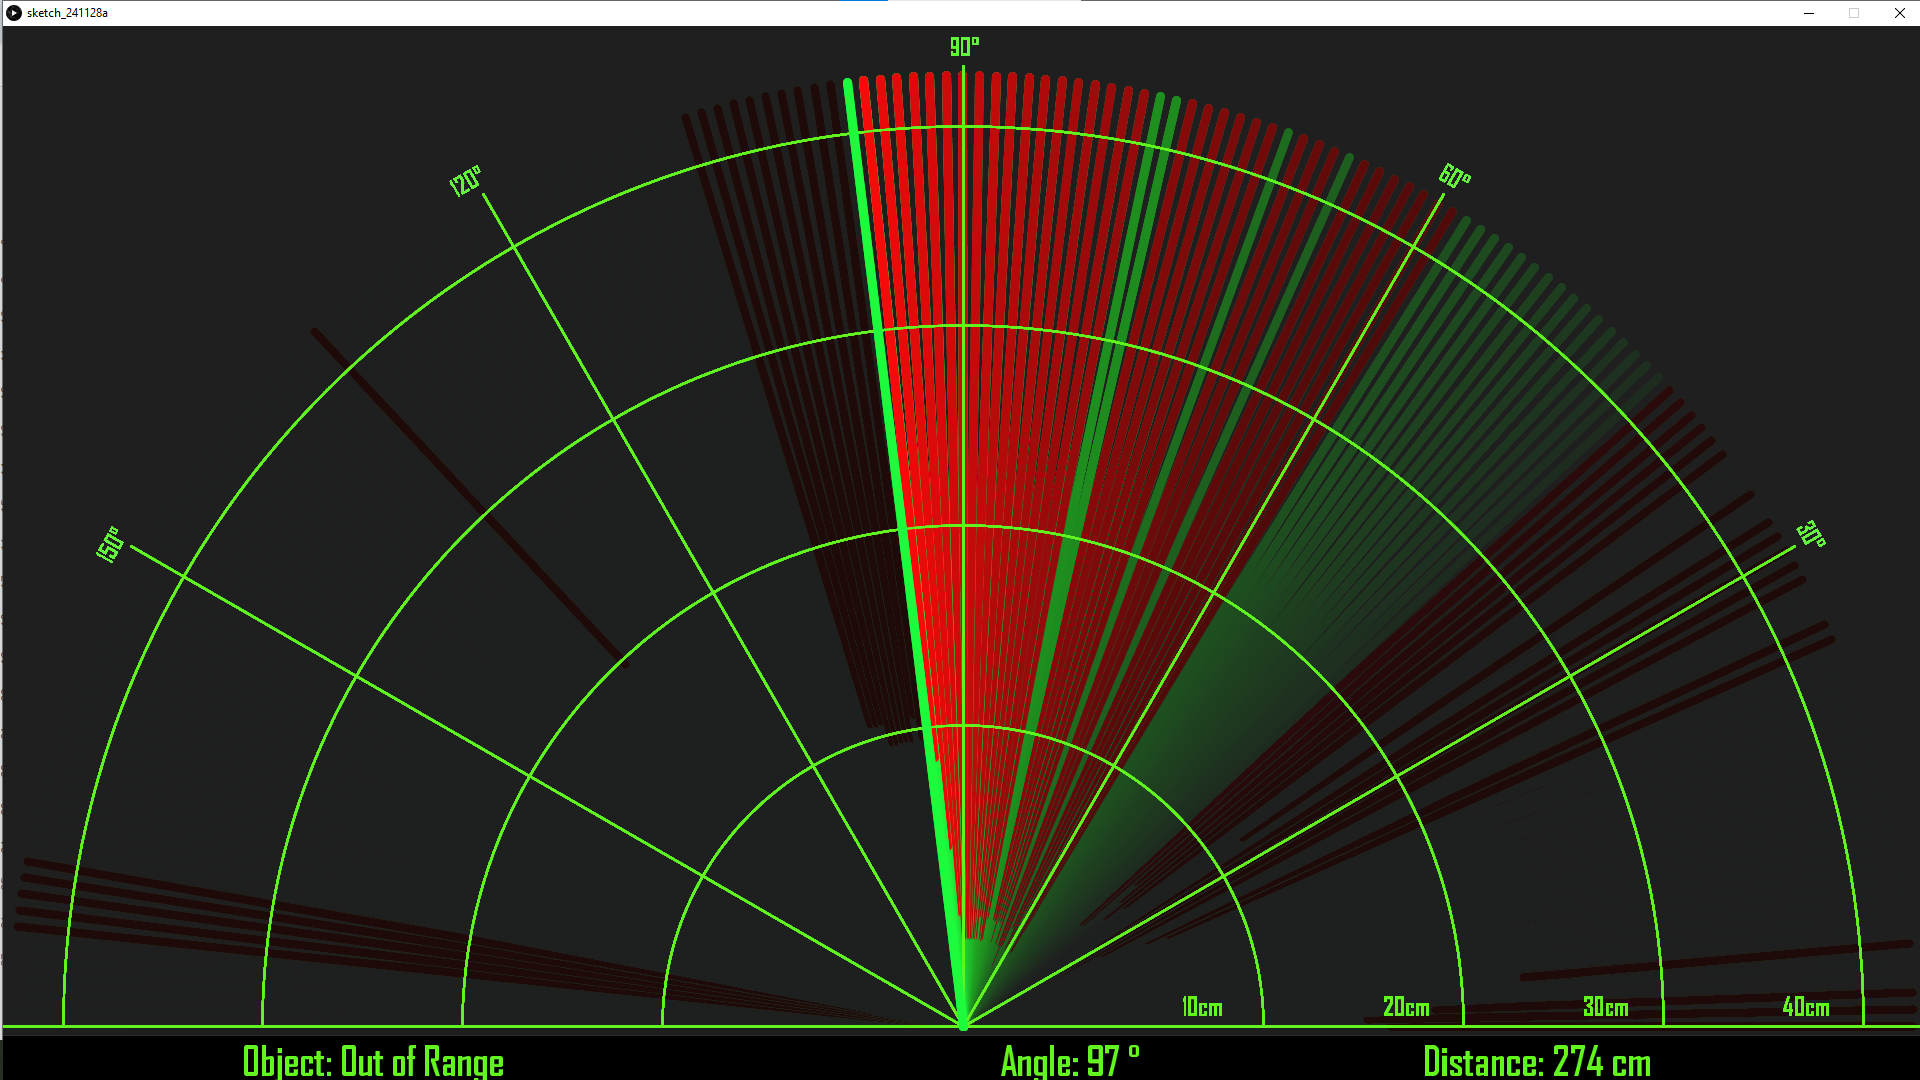 sketch_241128a
90°
120°
60°
150°
30°
10cm 20cm 30cm 40cm
Object: Out of Range Angle: 97 ° Distance: 274 cm